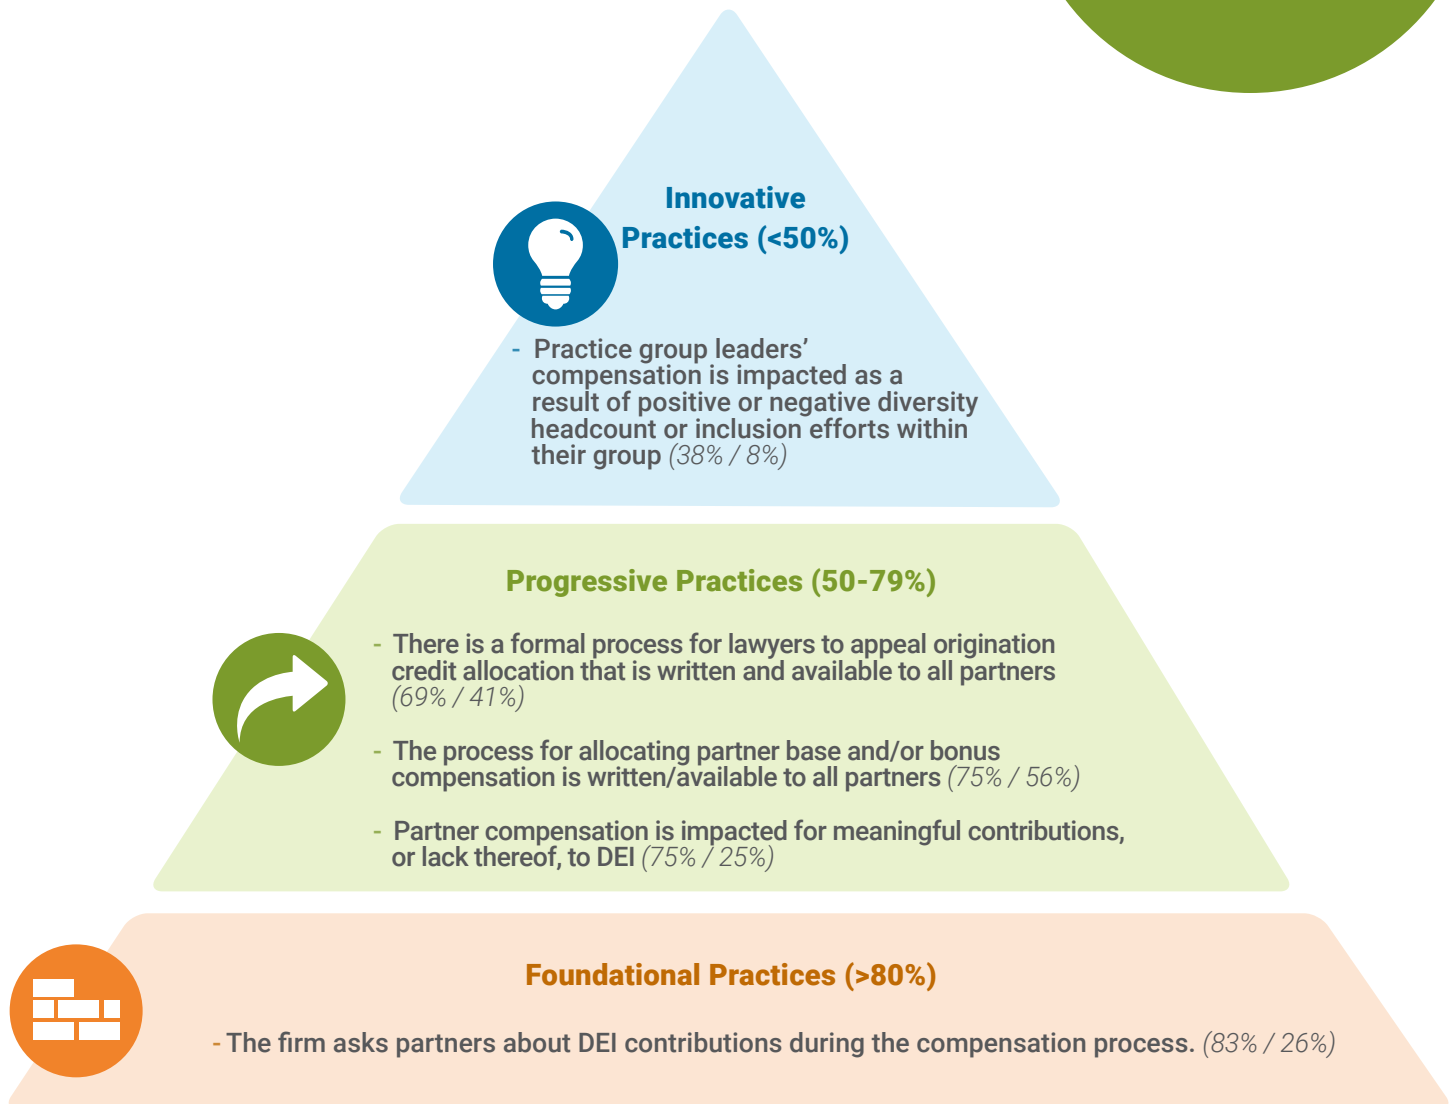 Innovative
Practices (<50%)
- Practice group leaders’
compensation is impacted as a
result of positive or negative diversity
headcount or inclusion efforts within
their group (38% / 8%)
Progressive Practices (50-79%)
- There is a formal process for lawyers to appeal origination
credit allocation that is written and available to all partners
(69% / 41%)
- The process for allocating partner base and/or bonus
compensation is written/available to all partners (75% / 56%)
- Partner compensation is impacted for meaningful contributions,
or lack thereof, to DEI (75% / 25%)
Foundational Practices (>80%)
- The firm asks partners about DEI contributions during the compensation process. (83% / 26%)